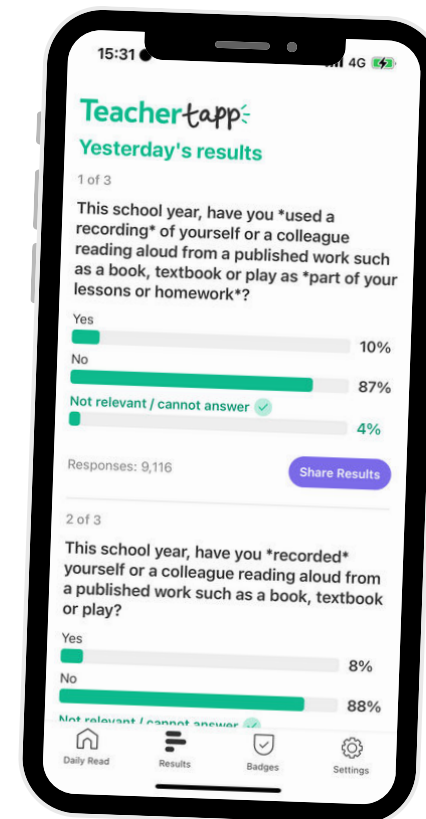 15:31
4G
Teachertapp
Yesterday's results
1 of 3
This school year, have you *used a
recording* of yourself or a colleague
reading aloud from a published work such
as a book, textbook or play as *part of your
lessons or homework*?
Yes
10%
No
87%
Not relevant / cannot answer
4%
Responses: 9,116
Share Results
2 of 3
This school year, have you *recorded*
yourself or a colleague reading aloud from
a published work such as a book, textbook
or play?
Yes
8%
No
88%
Not relevant / cannot answer
Daily Read
Results
Badges
Settings